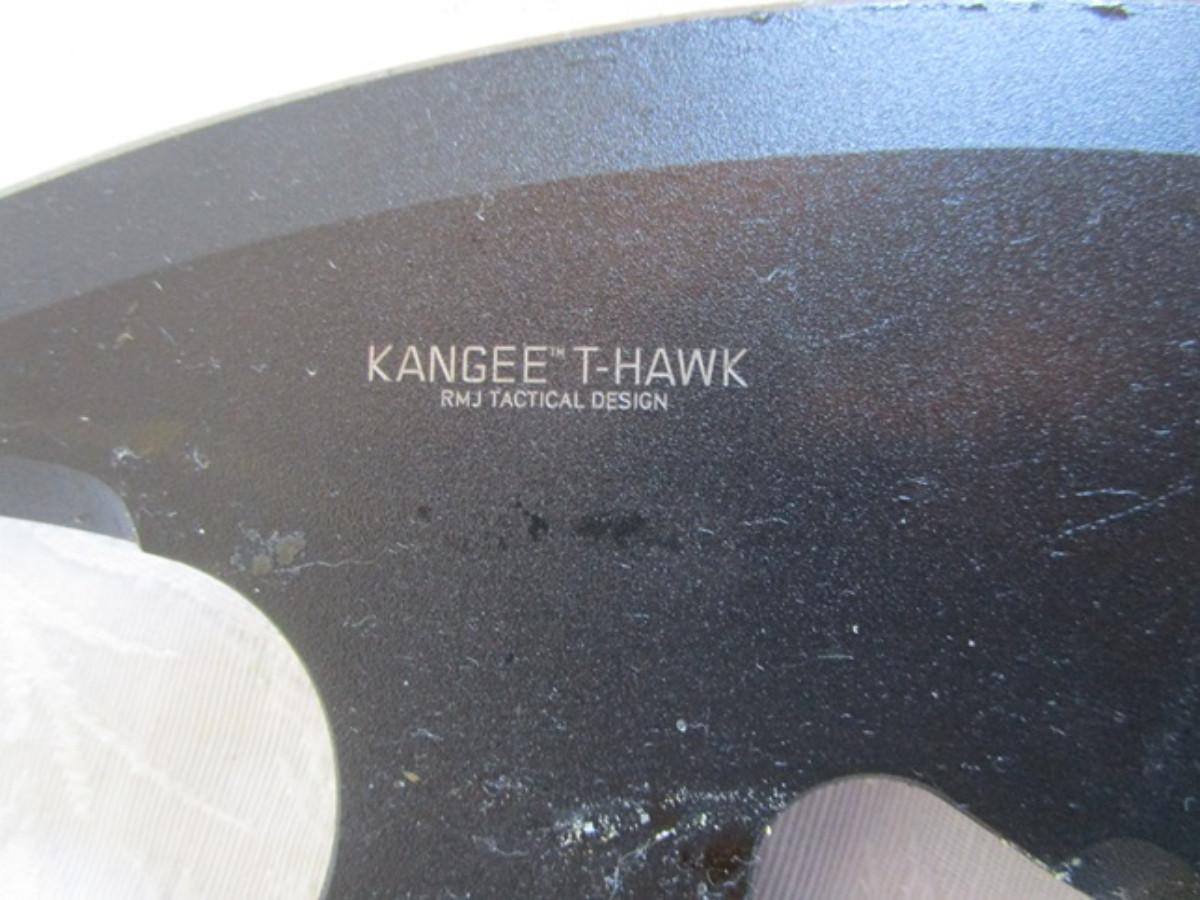 KANGEE™ T-HAWK
RMJ TACTICAL DESIGN